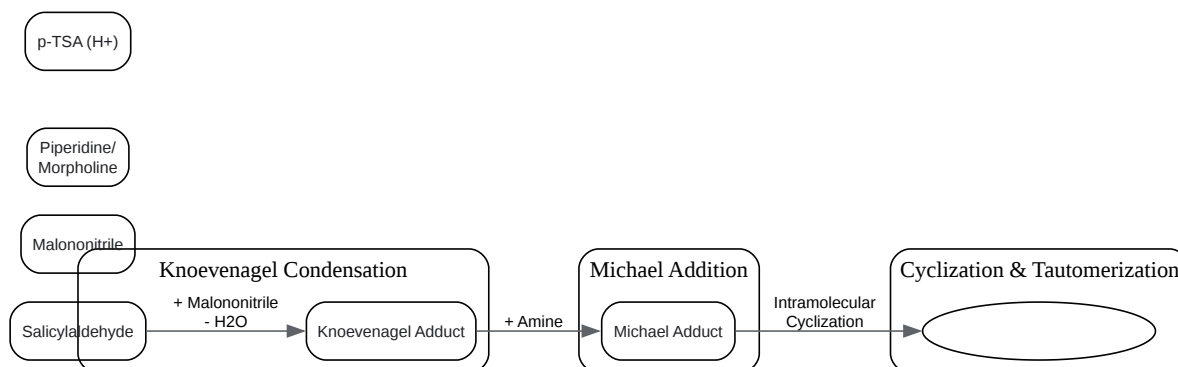 p-TSA (H+)
Piperidine/
Morpholine
Malononitrile
Knoevenagel Condensation
Michael Addition
Cyclization & Tautomerization
Salicylaldehyde
+ Malononitrile
- H2O
Knoevenagel Adduct
+ Amine
Michael Adduct
Intramolecular
Cyclization